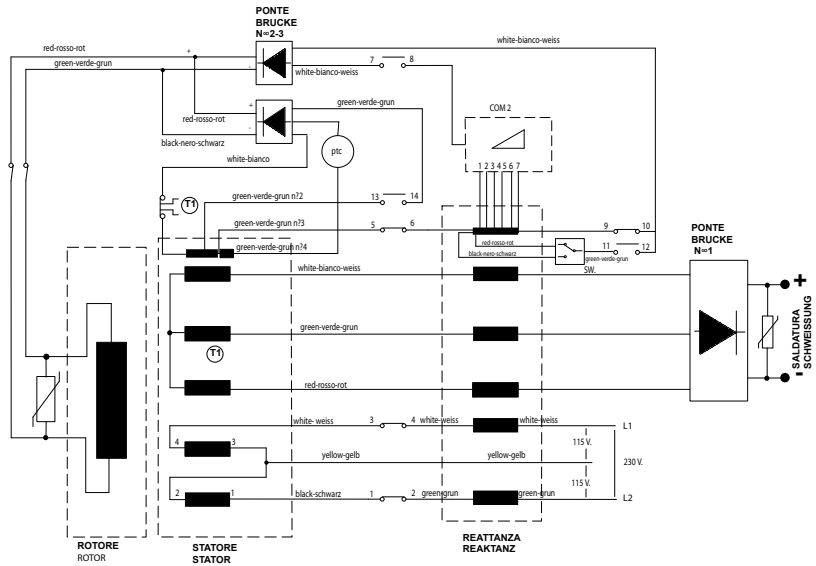 PONTE
BRUCKE
N∞2-3
white-bianco-weiss
red-rosso-rot
+
green-verde-grun
-
white-bianco-weiss
7
8
green-verde-grun
COM 2
+
red-rosso-rot
-
black-nero-schwarz
ptc
white-bianco
1 2 3 4 5 6 7
T1
green-verde-grun n?2
13
14
green-verde-grun n?3
5
6
9
10
PONTE
BRUCKE
N∞1
green-verde-grun n?4
red-rosso-rot
black-nero-schwarz
11
12
green-verde-grun
white-bianco-weiss
SW.
+
green-verde-grun
T1
SALDATURA
SCHWEISSUNG
-
red-rosso-rot
white- weiss
3
4
white-weiss
white-weiss
L1
4
3
115 V.
yellow-gelb
yellow-gelb
230 V.
115 V.
2
1
black-schwarz
1
2
green-grun
green-grun
L2
ROTORE
ROTOR
STATORE
STATOR
REATTANZA
REAKTANZ